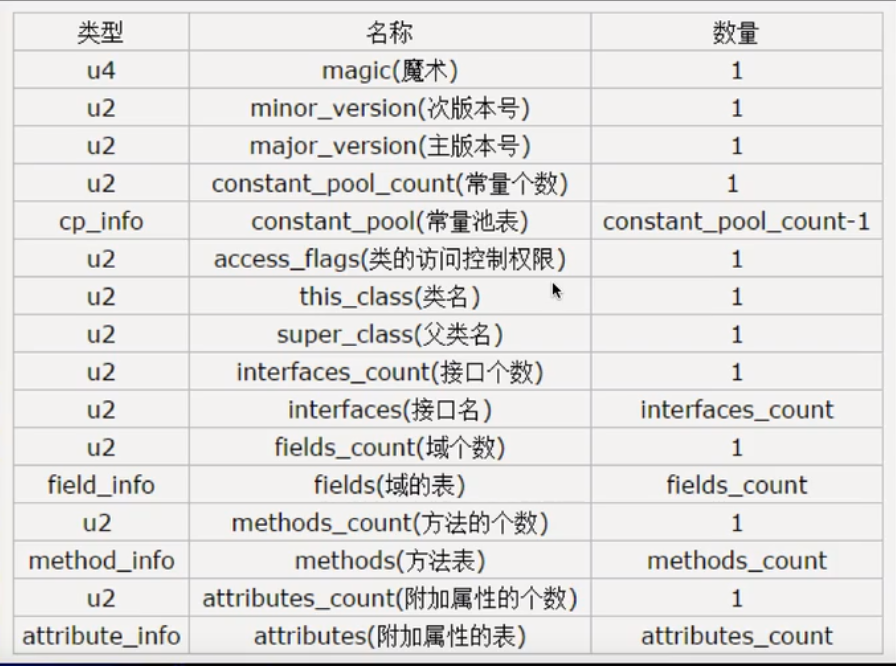 类型 名称 数量
u4 magic(魔术) 1
u2 minor_version(次版本号) 1
u2 major_version(主版本号) 1
u2 constant_pool_count(常量个数) 1
cp_info constant_pool(常量池表) constant_pool_count-1
u2 access_flags(类的访问控制权限) 1
u2 this_class(类名) 1
u2 super_class(父类名) 1
u2 interfaces_count(接口个数) 1
u2 interfaces(接口名) interfaces_count
u2 fields_count(域个数) 1
field_info fields(域的表) fields_count
u2 methods_count(方法的个数) 1
method_info methods(方法表) methods_count
u2 attributes_count(附加属性的个数) 1
attribute_info attributes(附加属性的表) attributes_count